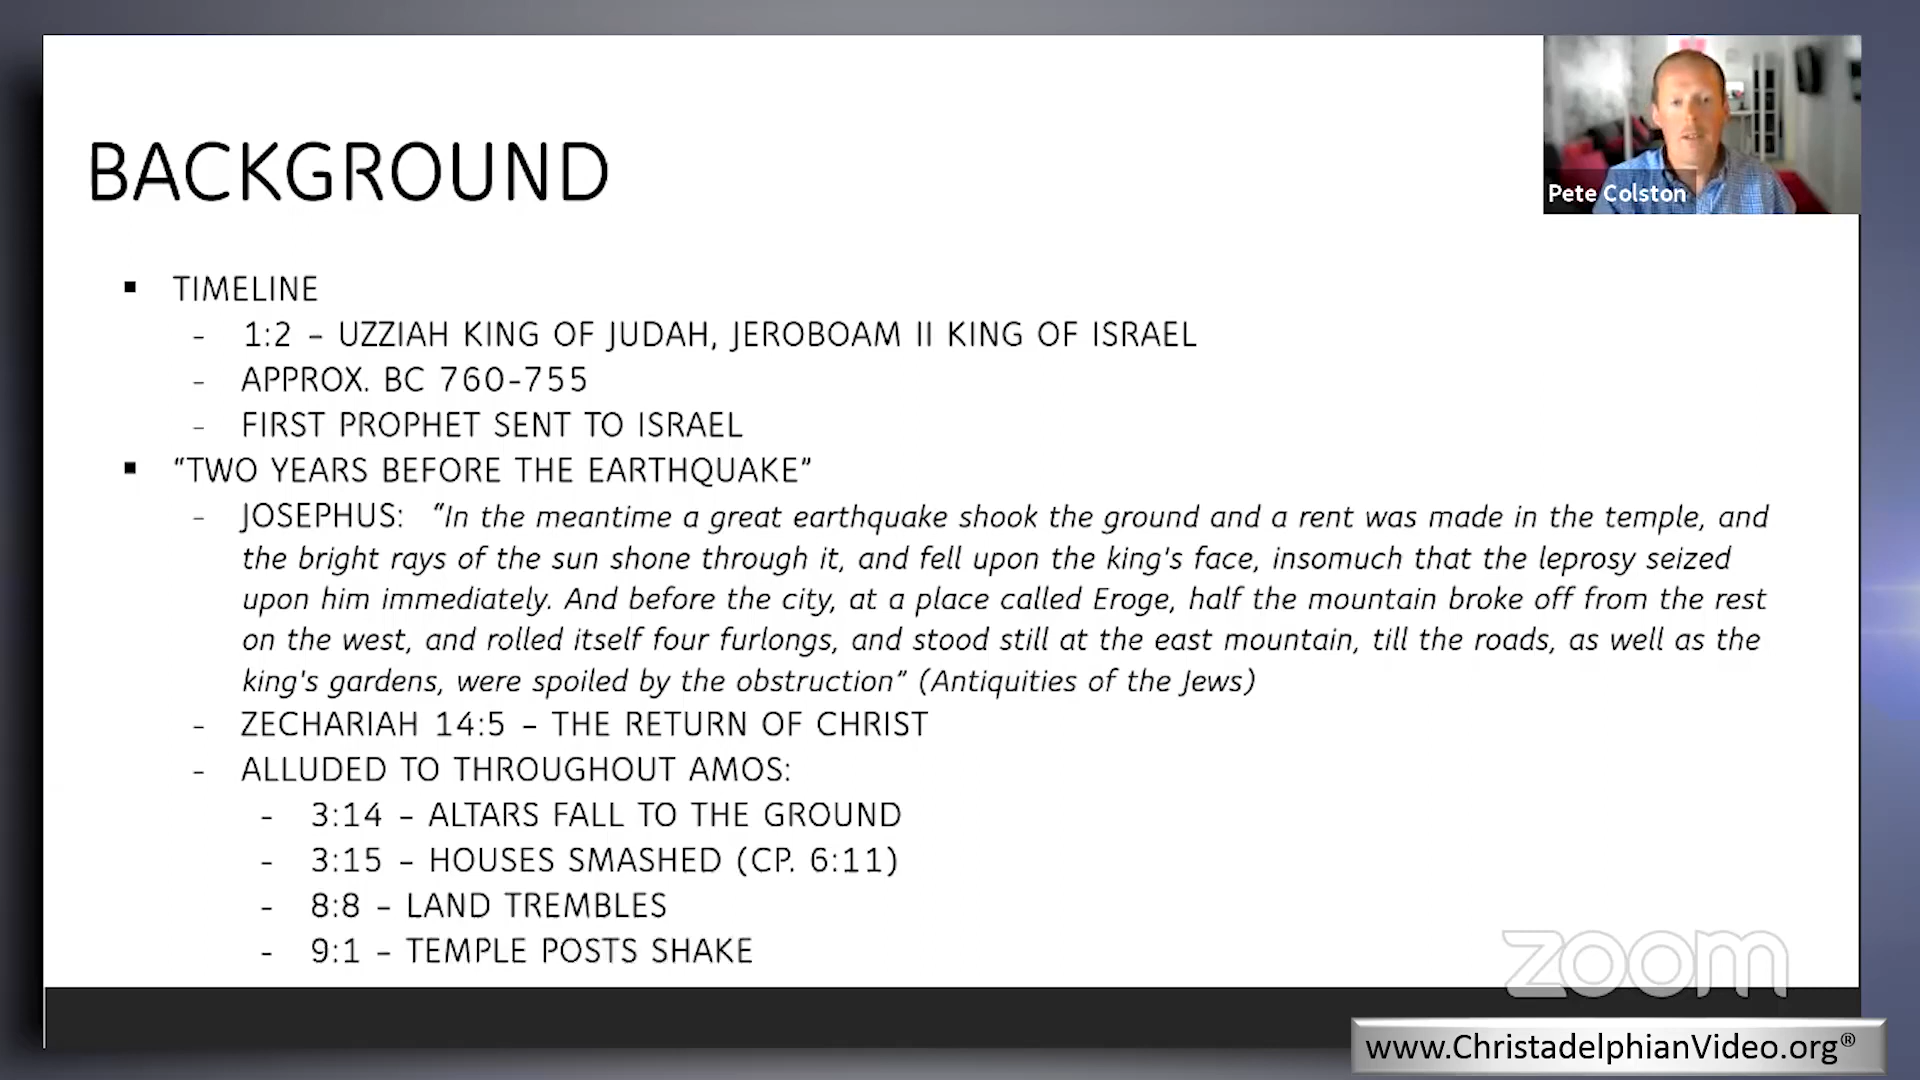 BACKGROUND
Pete Colston
▪ TIMELINE
- 1:2 – UZZIAH KING OF JUDAH, JEROBOAM II KING OF ISRAEL
- APPROX. BC 760-755
- FIRST PROPHET SENT TO ISRAEL
▪ “TWO YEARS BEFORE THE EARTHQUAKE”
- JOSEPHUS: “In the meantime a great earthquake shook the ground and a rent was made in the temple, and
the bright rays of the sun shone through it, and fell upon the king's face, insomuch that the leprosy seized
upon him immediately. And before the city, at a place called Eroge, half the mountain broke off from the rest
on the west, and rolled itself four furlongs, and stood still at the east mountain, till the roads, as well as the
king's gardens, were spoiled by the obstruction” (Antiquities of the Jews)
- ZECHARIAH 14:5 – THE RETURN OF CHRIST
- ALLUDED TO THROUGHOUT AMOS:
- 3:14 – ALTARS FALL TO THE GROUND
- 3:15 – HOUSES SMASHED (CP. 6:11)
- 8:8 – LAND TREMBLES
- 9:1 – TEMPLE POSTS SHAKE
zoom
www.ChristadelphianVideo.org®